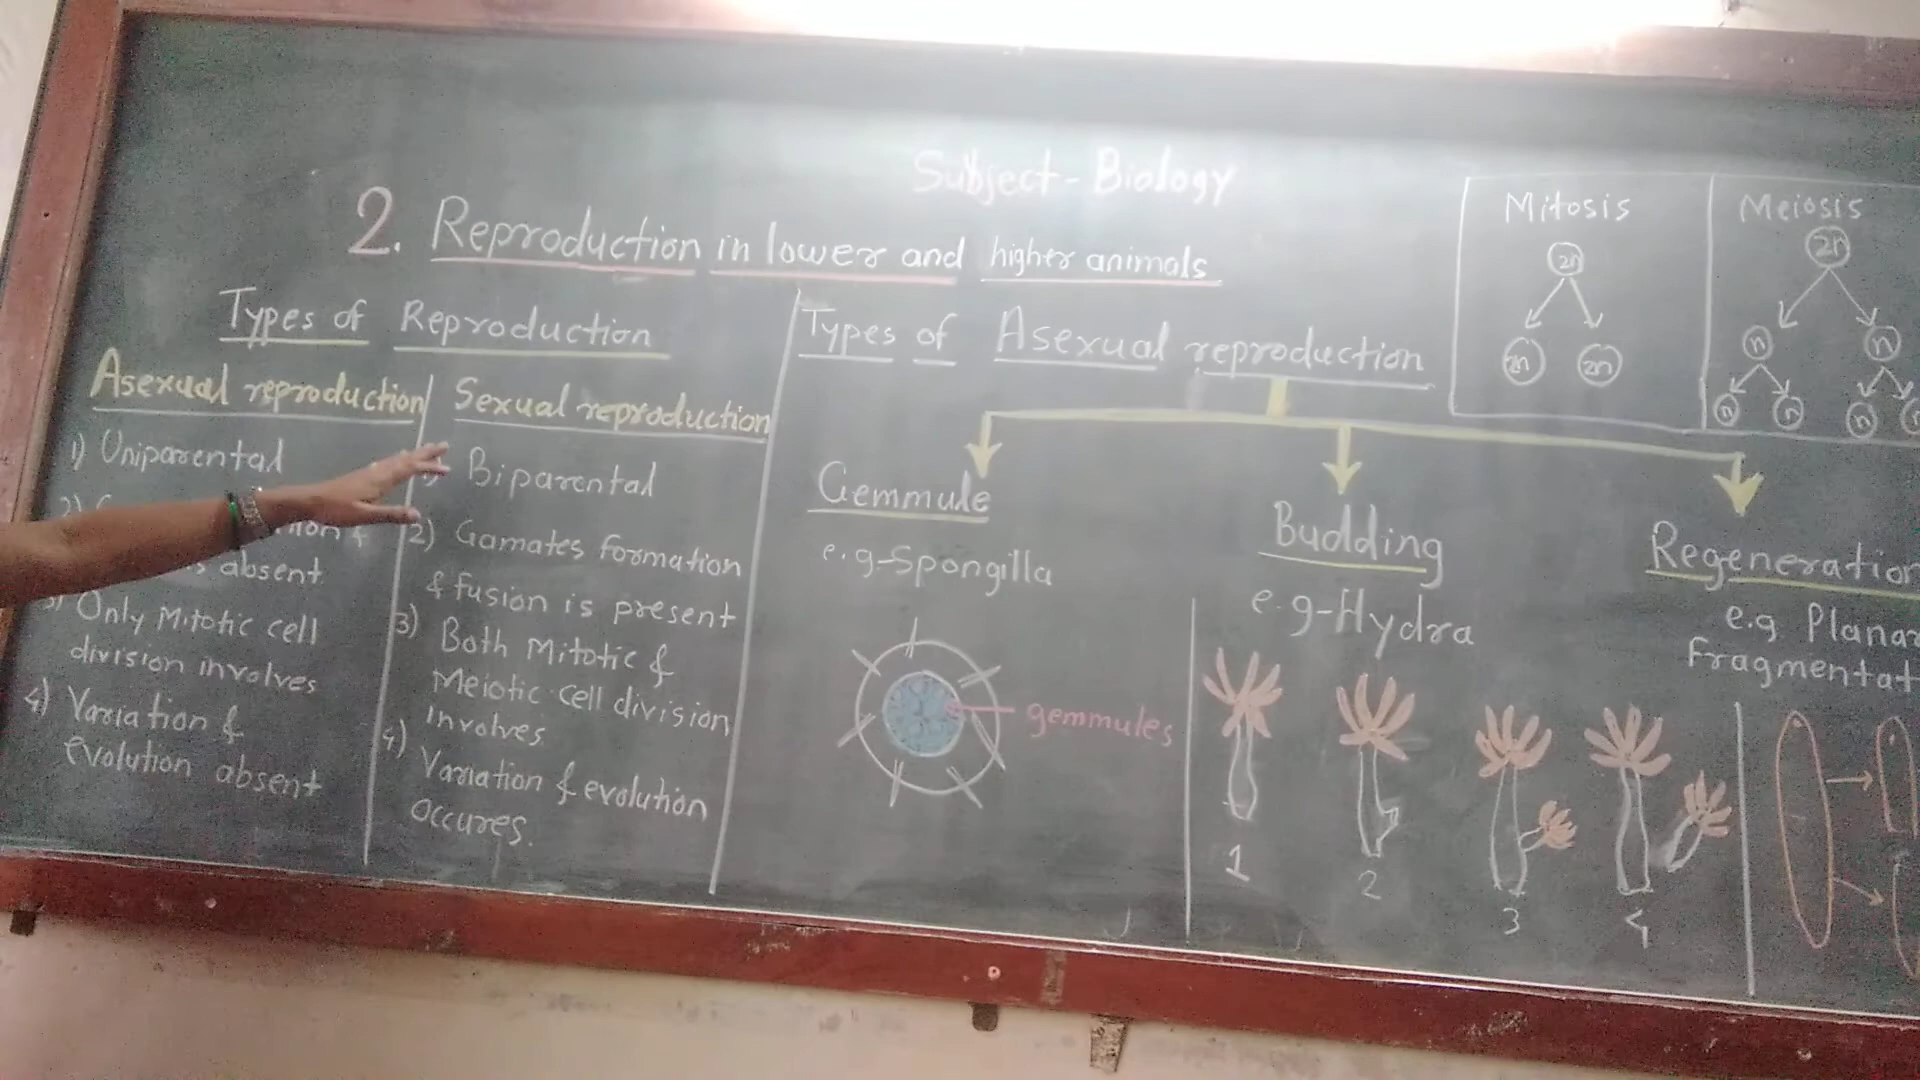 Subject-Biology
2. Reproduction in lower and higher animals
Types of Reproduction
Asexual reproduction
1) Uniparental
2)
absent
3) Only Mitotic cell
division involves
4) Variation &
evolution absent
Sexual reproduction
1) Biparental
2) Gamates formation
& fusion is present
3) Both Mitotic &
Meiotic cell division
involves
4) Variation & evolution
occures.
Types of Asexual reproduction
Gemmule
e.g-Spongilla
gemmules
Budding
e.g-Hydra
1
2
3
4
Regeneration
e.g.
Mitosis
2n
2n 2n
Meiosis
2n
n n
n n n n